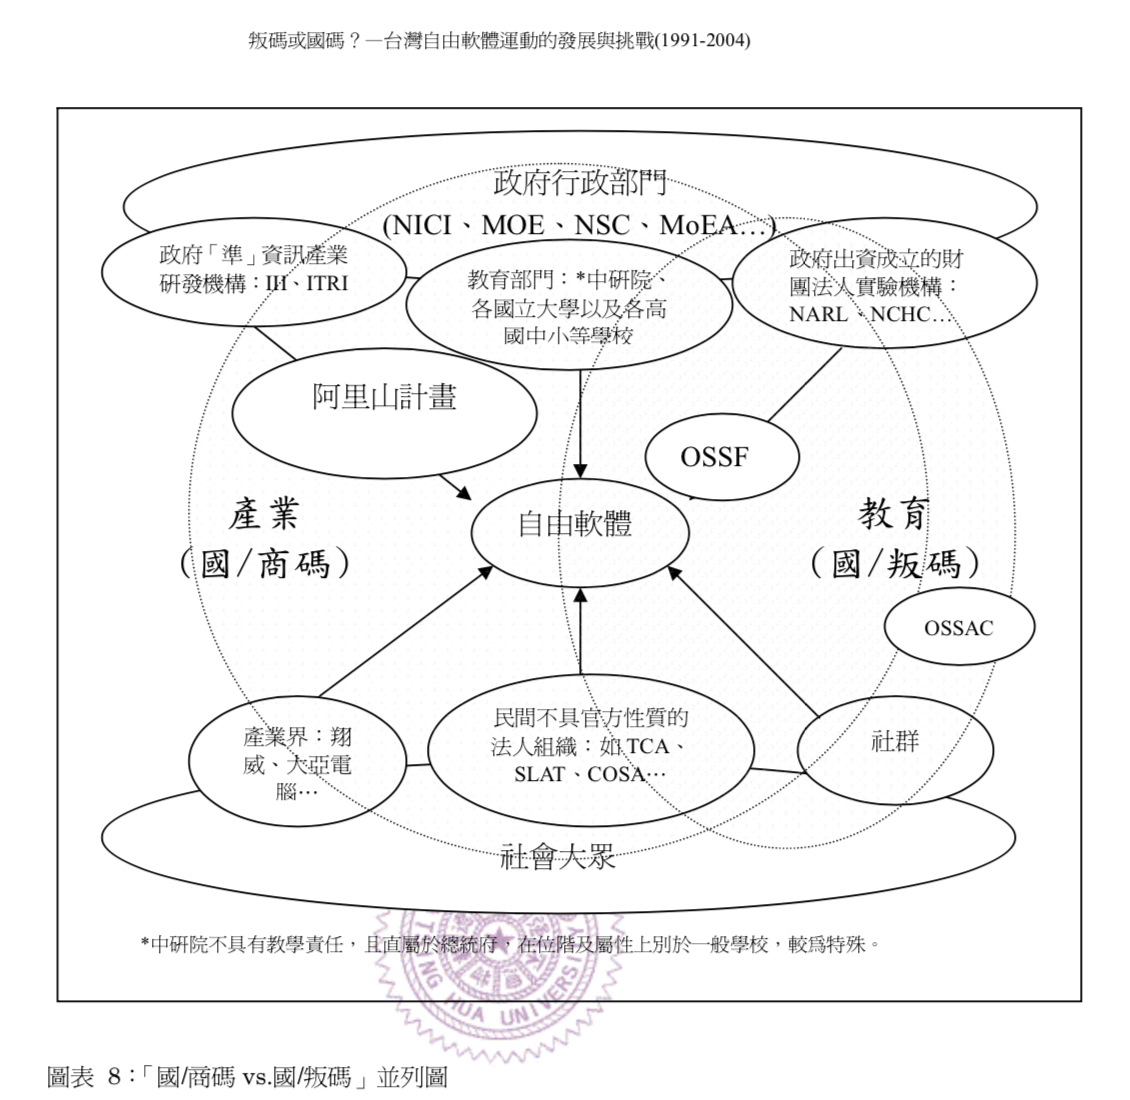 叛碼或國碼？—台灣自由軟體運動的發展與挑戰(1991-2004)
政府行政部門
(NICI、MOE、NSC、MoEA…)
政府「準」資訊產業
研發機構：III、ITRI
教育部門：*中研院、
各國立大學以及各高
國中小等學校
政府出資成立的財
團法人實驗機構：
NARL、NCHC…
阿里山計畫
OSSF
自由軟體
產業
（國/商碼）
教育
（國/叛碼）
OSSAC
產業界：翔
威、大亞電
腦…
民間不具官方性質的
法人組織：如 TCA、
SLAT、COSA…
社群
社會大眾
*中研院不具有教學責任，且直屬於總統府，在位階及屬性上別於一般學校，較為特殊。
TSING HUA UNIVERSITY
圖表 8：「國/商碼 vs.國/叛碼」並列圖